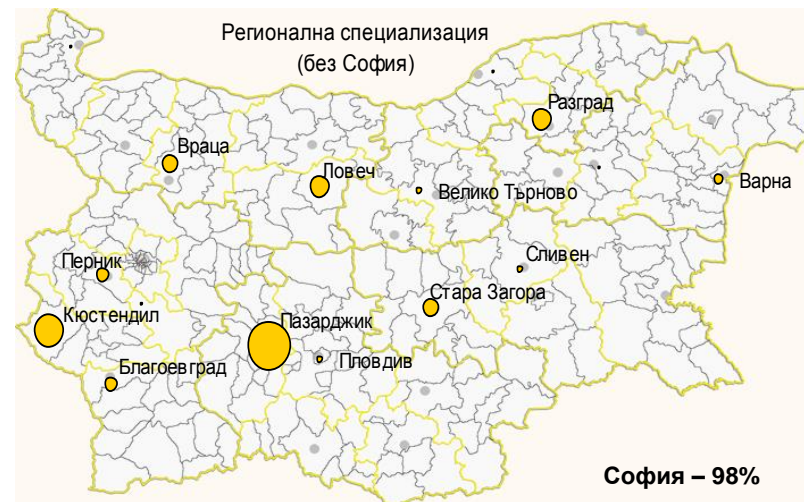 Регионална специализация
(без София)
Разград
Враца
Ловеч
Велико Търново
Варна
Перник
Сливен
Стара Загора
Кюстендил
Пазарджик
Благоевград
Пловдив
София – 98%